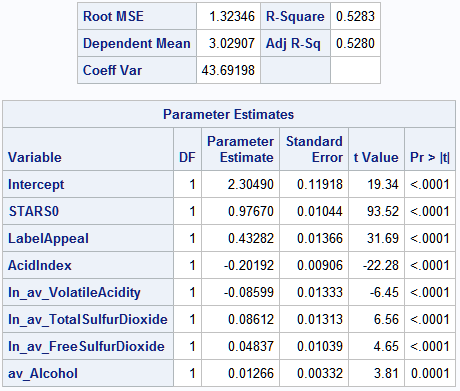 Root MSE 1.32346 R-Square 0.5283
Dependent Mean 3.02907 Adj R-Sq 0.5280
Coeff Var 43.69198
Parameter Estimates
Variable DF Parameter Estimate Standard Error t Value Pr > |t|
Intercept 1 2.30490 0.11918 19.34 <.0001
STARS0 1 0.97670 0.01044 93.52 <.0001
LabelAppeal 1 0.43282 0.01366 31.69 <.0001
AcidIndex 1 -0.20192 0.00906 -22.28 <.0001
ln_av_VolatileAcidity 1 -0.08599 0.01333 -6.45 <.0001
ln_av_TotalSulfurDioxide 1 0.08612 0.01313 6.56 <.0001
ln_av_FreeSulfurDioxide 1 0.04837 0.01039 4.65 <.0001
av_Alcohol 1 0.01266 0.00332 3.81 0.0001